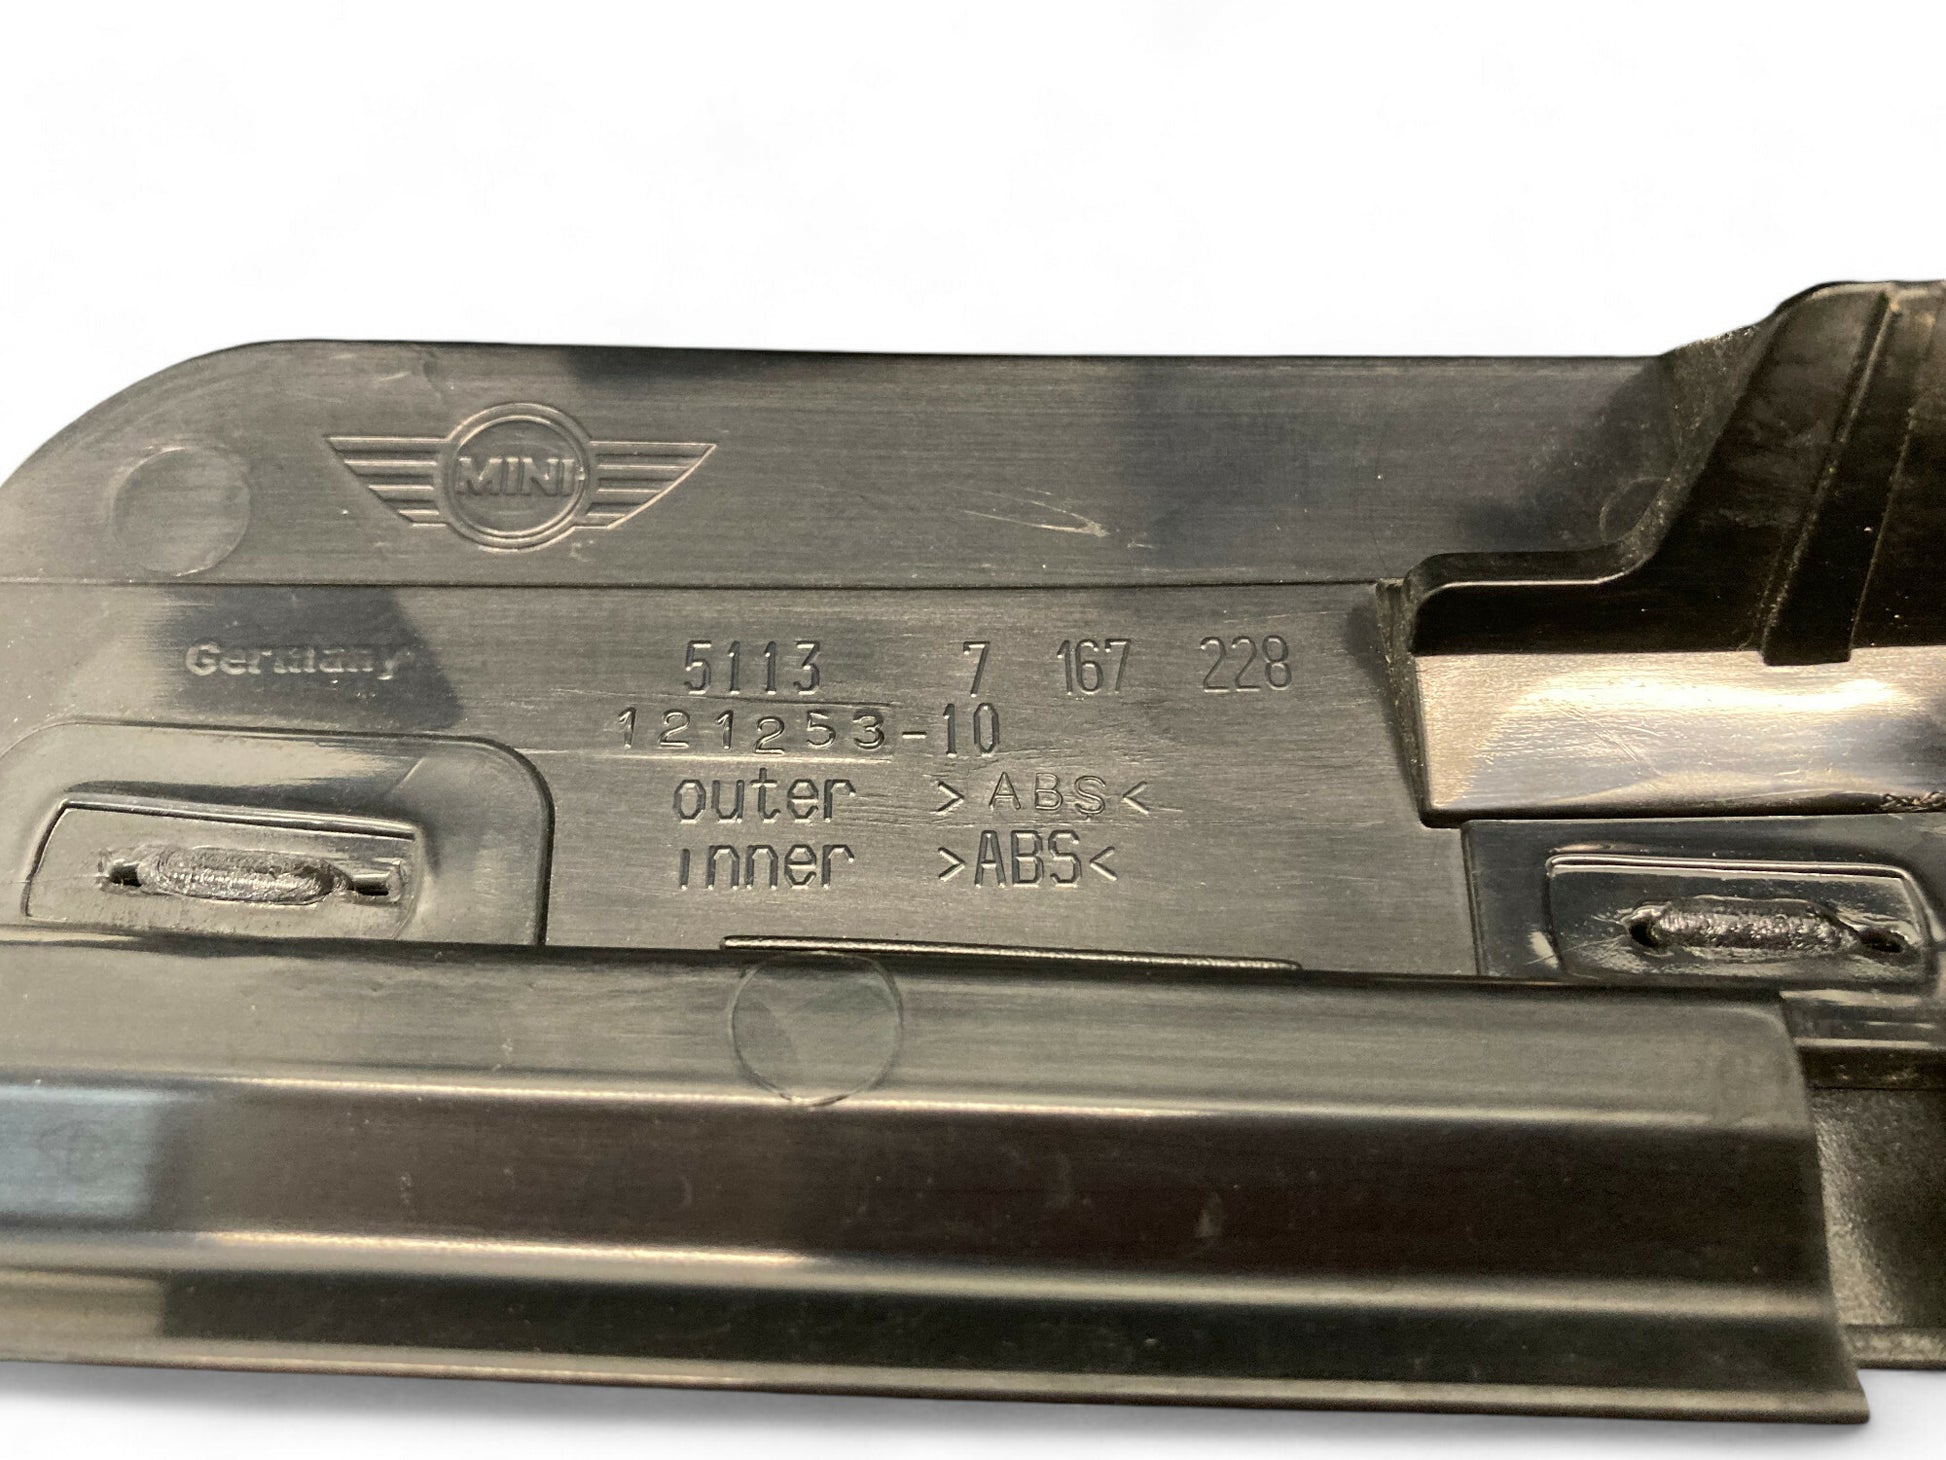 MINI
Germany 5113 7 167 228
121253-10
outer >ABS<
inner >ABS<